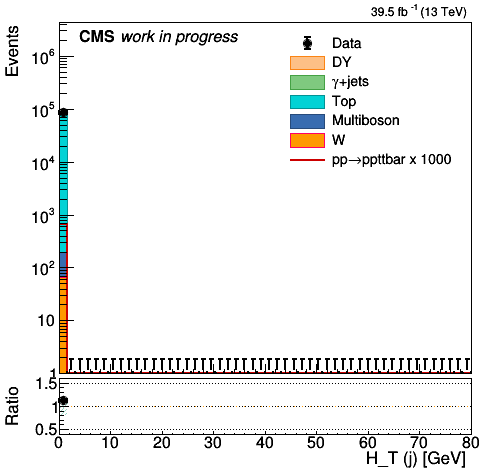 39.5 fb⁻¹ (13 TeV)
CMS work in progress
Events
Data
DY
γ+jets
Top
Multiboson
W
pp→ppttbar x 1000
10⁶
10⁵
10⁴
10³
10²
10
1
Ratio
1.5
1
0.5
0 10 20 30 40 50 60 70 80
H_T (j) [GeV]